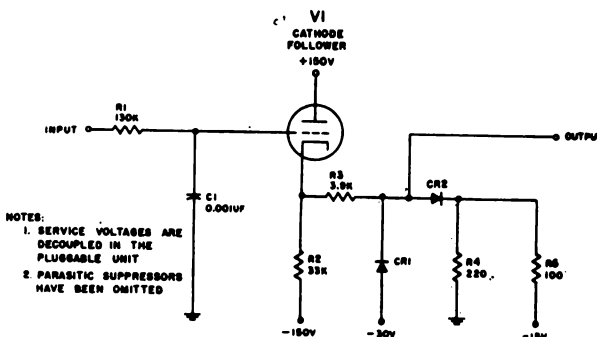 V1
CATHODE
FOLLOWER
+150V
R1
130K
INPUT
OUTPUT
R3
3.9K
CR2
C1
0.001UF
NOTES:
1. SERVICE VOLTAGES ARE
DECOUPLED IN THE
PLUGGABLE UNIT
2. PARASITIC SUPPRESSORS
HAVE BEEN OMITTED
R2
33K
CR1
R4
220
R5
100
-150V
-30V